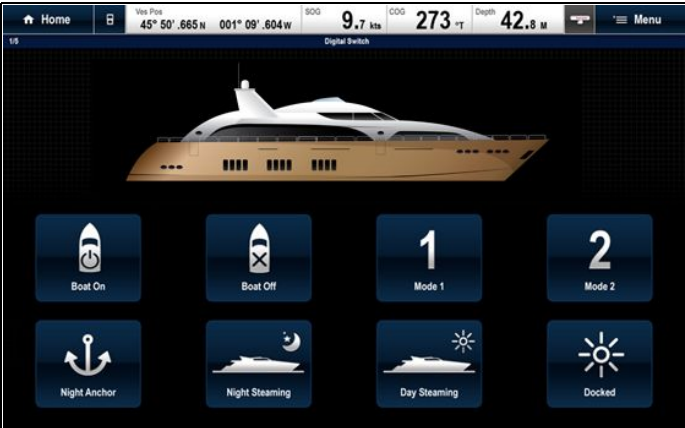 Home
Ves Pos
45° 50'.665 N 001° 09'.604 W
SOG
9.7 kts
COG
273 °T
Depth
42.8 M
Menu
1/5
Digital Switch
Boat On
Boat Off
1
Mode 1
2
Mode 2
Night Anchor
Night Steaming
Day Steaming
Docked